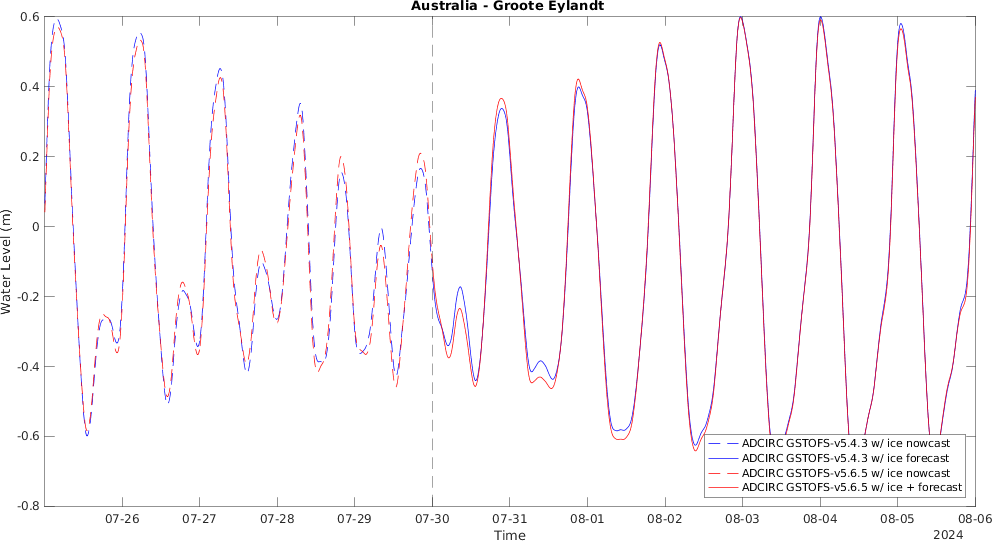 Australia - Groote Eylandt
Water Level (m)
0.6
0.4
0.2
0
-0.2
-0.4
-0.6
-0.8
ADCIRC GSTOFS-v5.4.3 w/ ice nowcast
ADCIRC GSTOFS-v5.4.3 w/ ice forecast
ADCIRC GSTOFS-v5.6.5 w/ ice nowcast
ADCIRC GSTOFS-v5.6.5 w/ ice + forecast
07-26 07-27 07-28 07-29 07-30 07-31 08-01 08-02 08-03 08-04 08-05 08-06
Time
2024